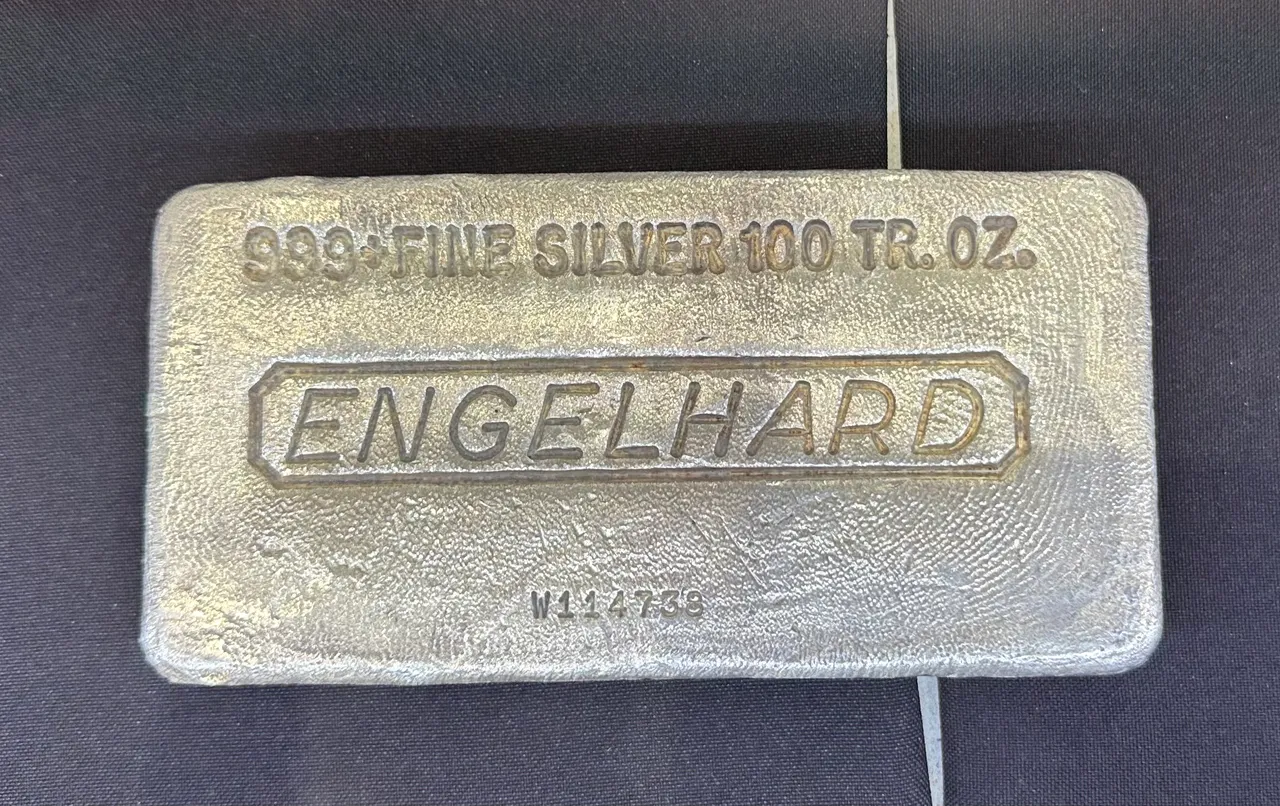 999+ FINE SILVER 100 TR. OZ.
ENGELHARD
W114738